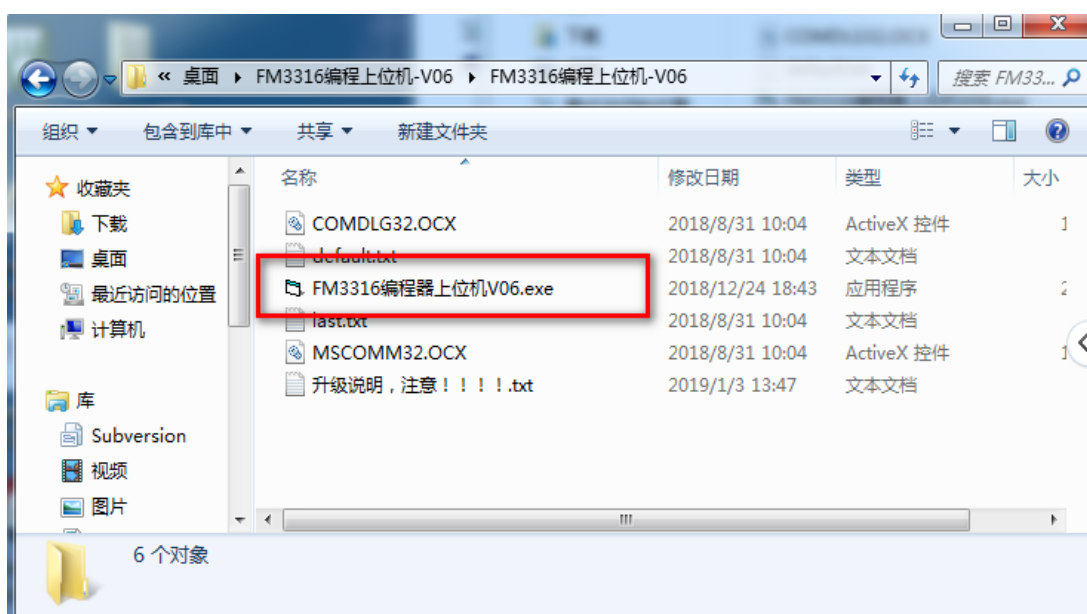 « 桌面 ▸ FM3316编程上位机-V06 ▸ FM3316编程上位机-V06
搜索 FM33...
组织 包含到库中 共享 新建文件夹
收藏夹
下载
桌面
最近访问的位置
计算机
库
Subversion
视频
图片
名称 修改日期 类型 大小
COMDLG32.OCX 2018/8/31 10:04 ActiveX 控件 1
default.txt 2018/8/31 10:04 文本文档
FM3316编程器上位机V06.exe 2018/12/24 18:43 应用程序 2
last.txt 2018/8/31 10:04 文本文档
MSCOMM32.OCX 2018/8/31 10:04 ActiveX 控件 1
升级说明，注意！！！！.txt 2019/1/3 13:47 文本文档
6 个对象